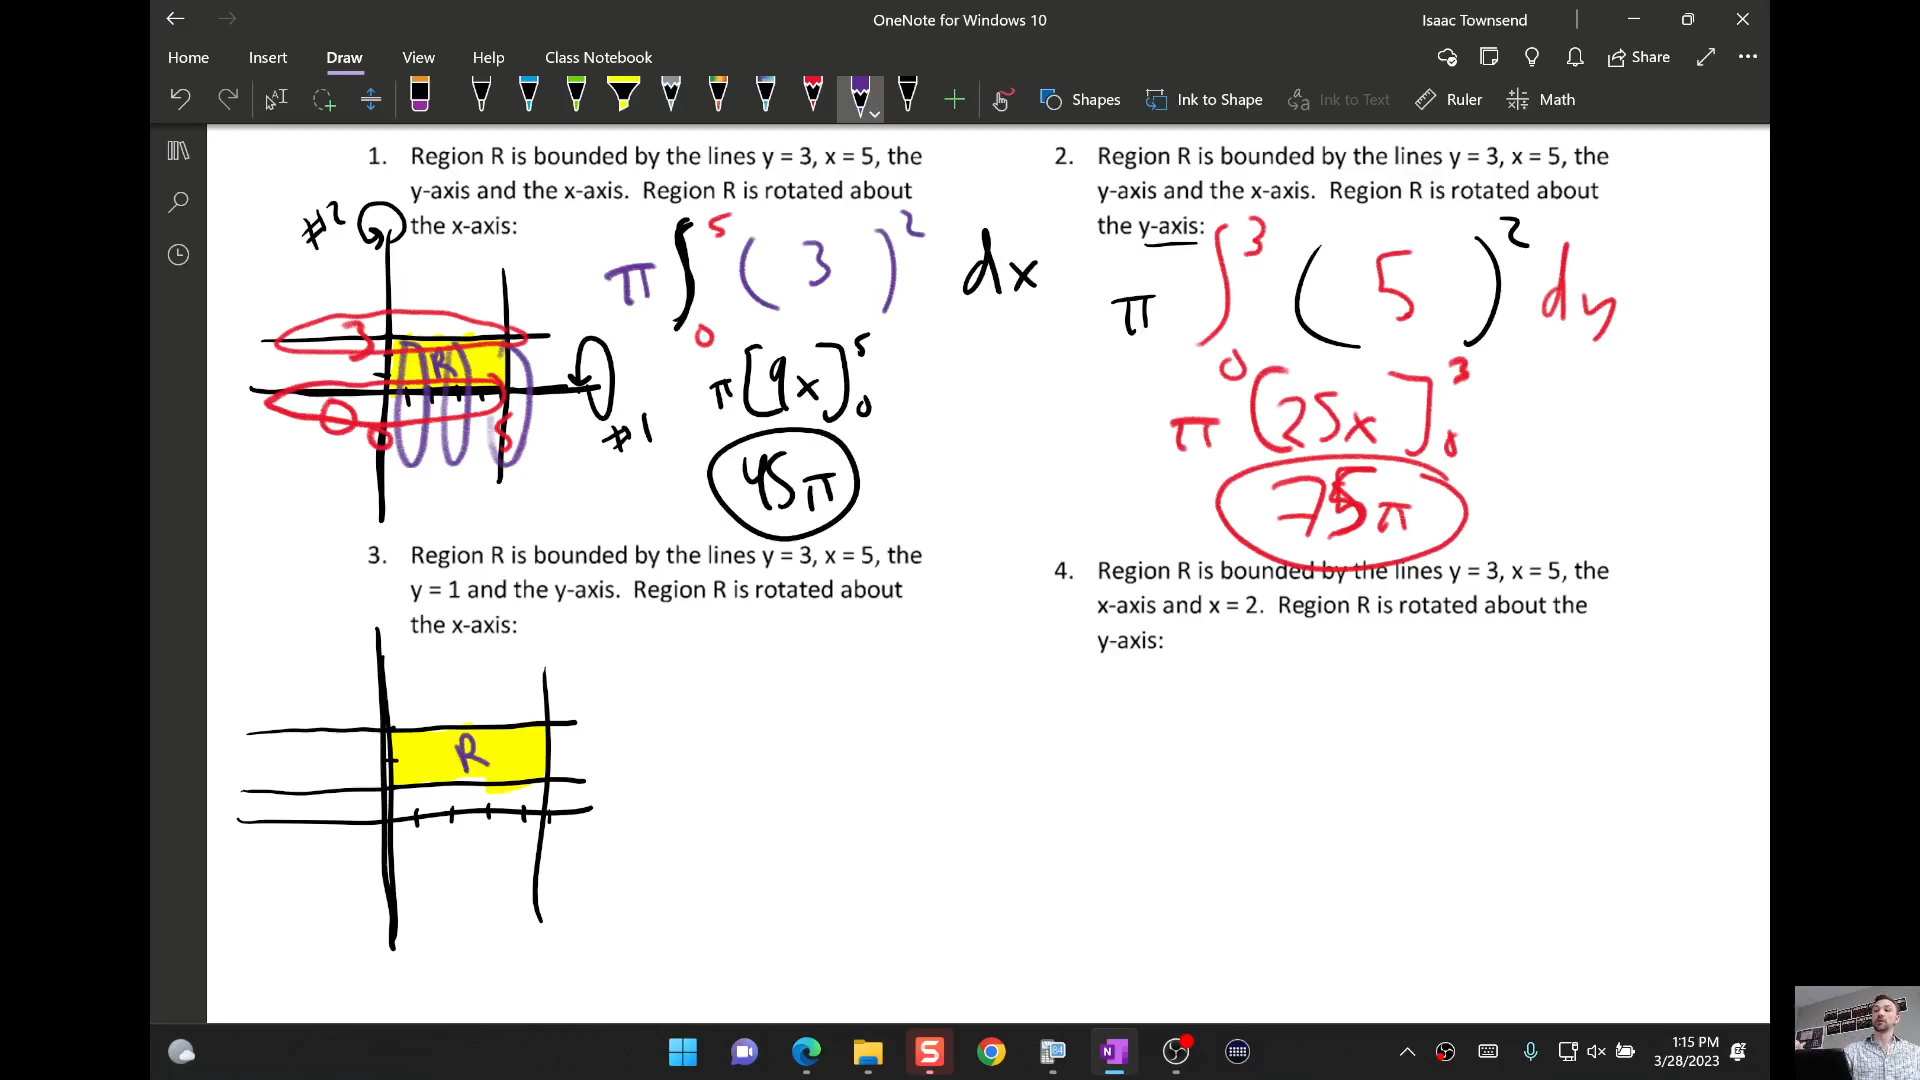 OneNote for Windows 10
Isaac Townsend
Home Insert Draw View Help Class Notebook
Share
Shapes Ink to Shape Ink to Text Ruler Math
1. Region R is bounded by the lines y = 3, x = 5, the
y-axis and the x-axis. Region R is rotated about
the x-axis:
#2
π ∫₀⁵ ( 3 )² dx
3
R
0
0
5
#1
π [9x]₀⁵
45π
2. Region R is bounded by the lines y = 3, x = 5, the
y-axis and the x-axis. Region R is rotated about
the y-axis:
π ∫₀³ ( 5 )² dy
π [25x]₀³
75π
3. Region R is bounded by the lines y = 3, x = 5, the
y = 1 and the y-axis. Region R is rotated about
the x-axis:
R
4. Region R is bounded by the lines y = 3, x = 5, the
x-axis and x = 2. Region R is rotated about the
y-axis:
1:15 PM
3/28/2023